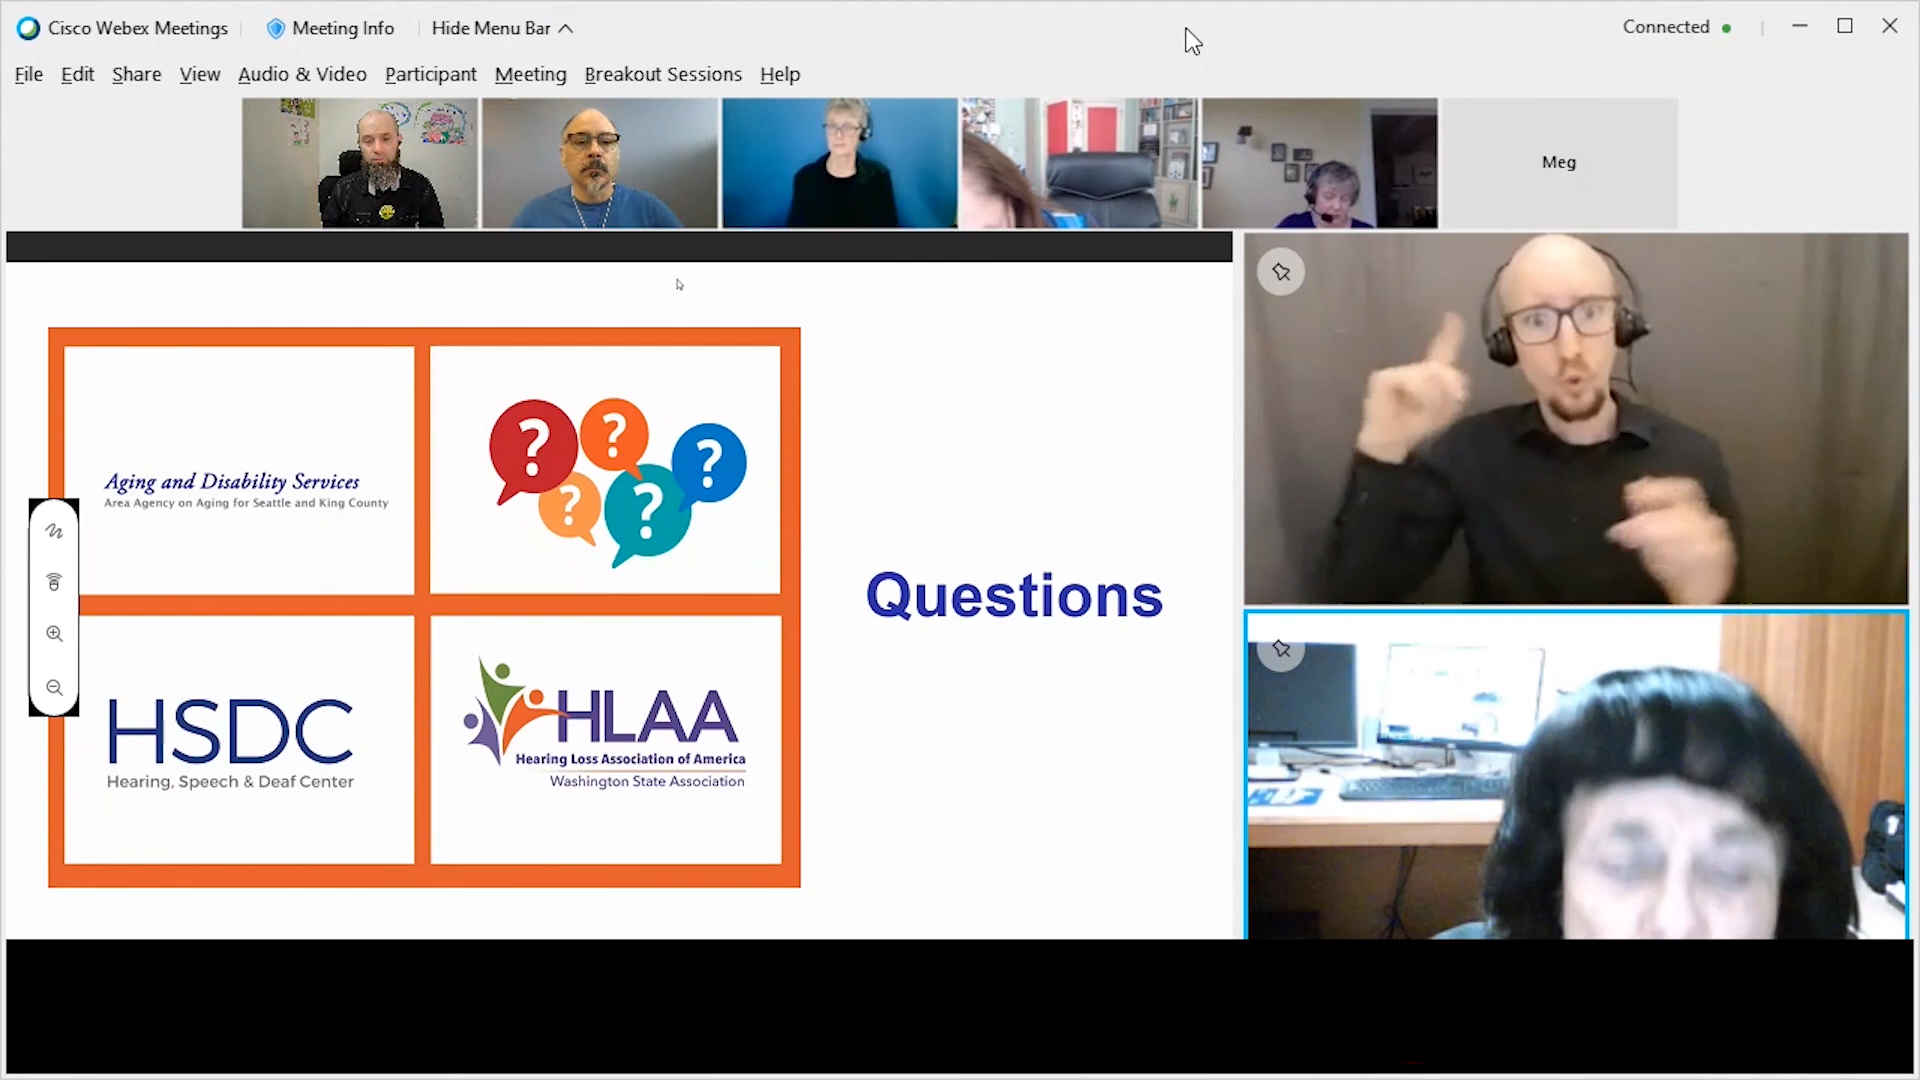 Cisco Webex Meetings
Meeting Info
Hide Menu Bar
Connected
File Edit Share View Audio & Video Participant Meeting Breakout Sessions Help
Meg
Aging and Disability Services
Area Agency on Aging for Seattle and King County
? ? ? ? ?
Questions
HSDC
Hearing, Speech & Deaf Center
HLAA
Hearing Loss Association of America
Washington State Association